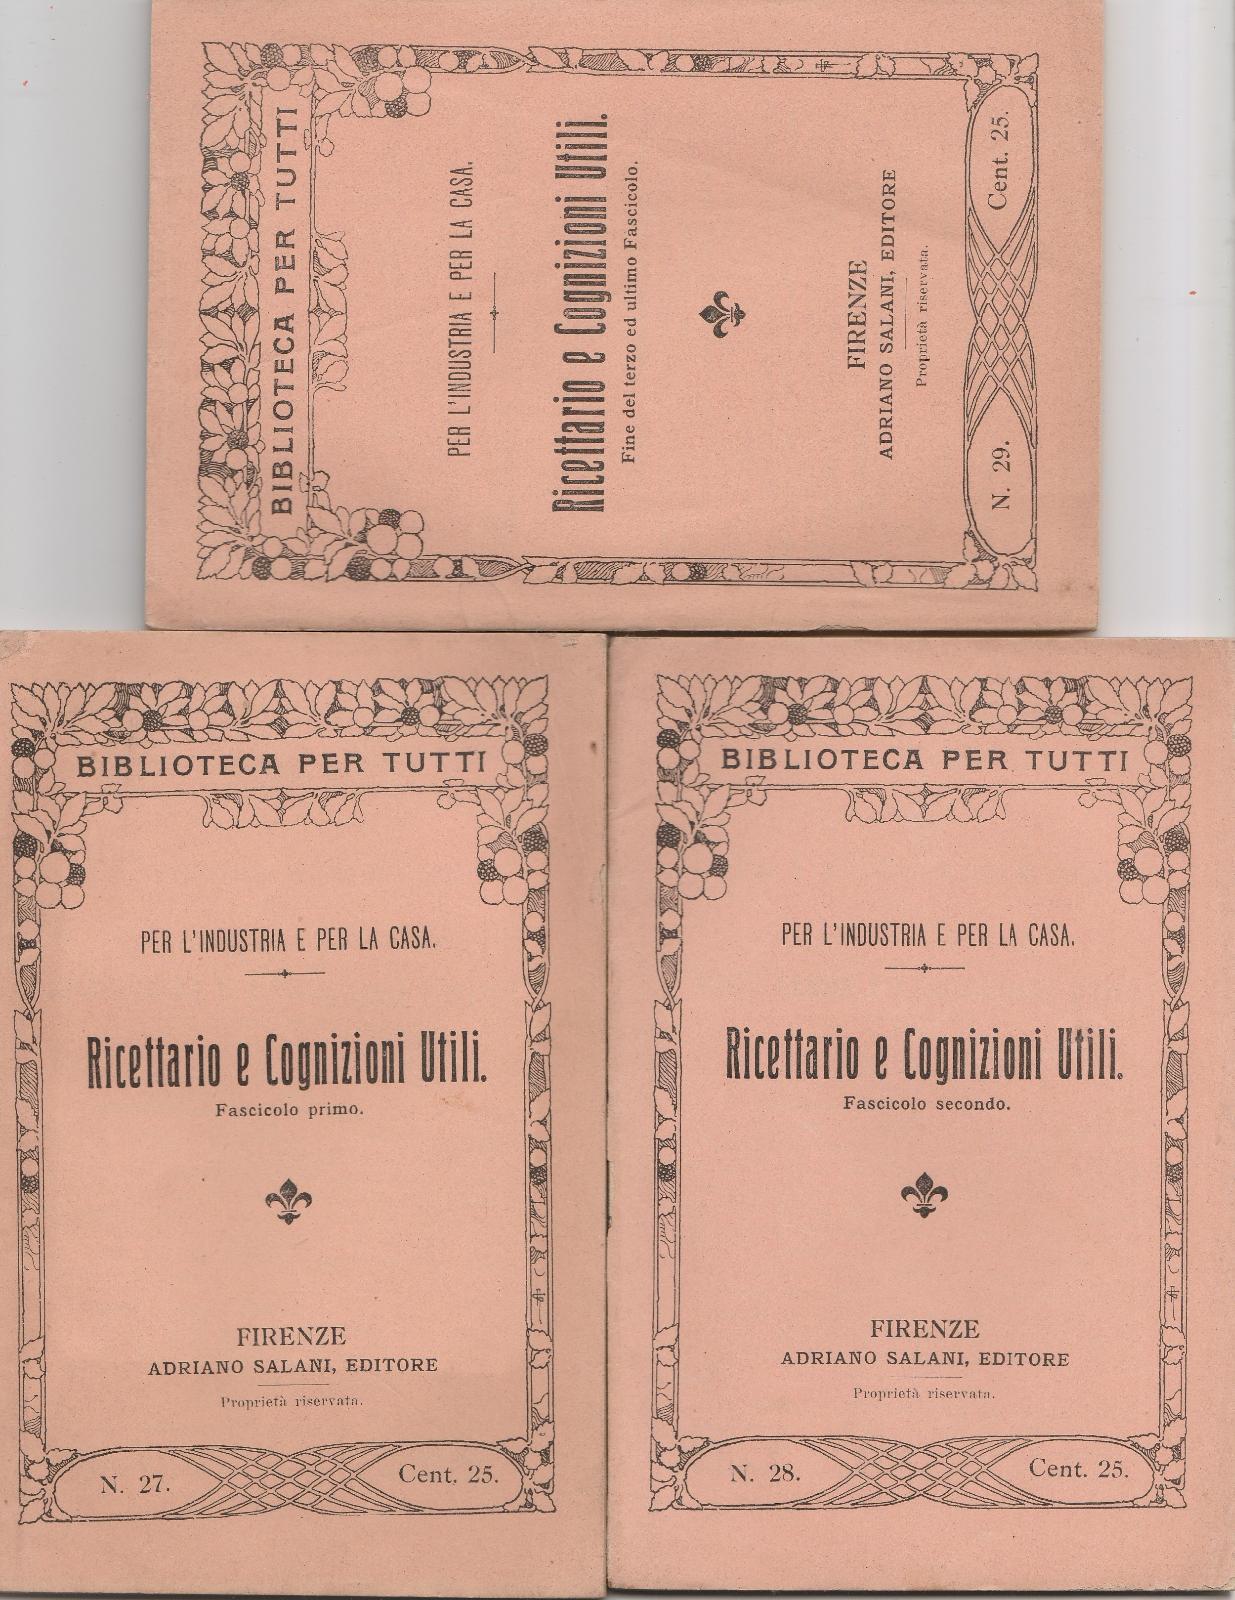 BIBLIOTECA PER TUTTI
PER L'INDUSTRIA E PER LA CASA.
Ricettario e Cognizioni Utili.
Fine del terzo ed ultimo Fascicolo.
FIRENZE
ADRIANO SALANI, EDITORE
Proprietà riservata.
N. 29.
Cent. 25.
BIBLIOTECA PER TUTTI
PER L'INDUSTRIA E PER LA CASA.
Ricettario e Cognizioni Utili.
Fascicolo primo.
FIRENZE
ADRIANO SALANI, EDITORE
Proprietà riservata.
N. 27.
Cent. 25.
BIBLIOTECA PER TUTTI
PER L'INDUSTRIA E PER LA CASA.
Ricettario e Cognizioni Utili.
Fascicolo secondo.
FIRENZE
ADRIANO SALANI, EDITORE
Proprietà riservata.
N. 28.
Cent. 25.